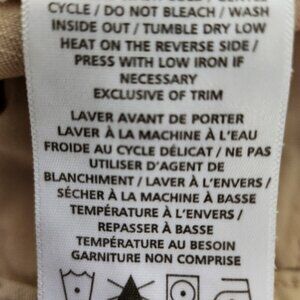 CYCLE / DO NOT BLEACH / WASH
INSIDE OUT / TUMBLE DRY LOW
HEAT ON THE REVERSE SIDE /
PRESS WITH LOW IRON IF
NECESSARY
EXCLUSIVE OF TRIM
LAVER AVANT DE PORTER
LAVER À LA MACHINE À L'EAU
FROIDE AU CYCLE DÉLICAT / NE PAS
UTILISER D'AGENT DE
BLANCHIMENT / LAVER À L'ENVERS /
SÉCHER À LA MACHINE À BASSE
TEMPÉRATURE À L'ENVERS /
REPASSER À BASSE
TEMPÉRATURE AU BESOIN
GARNITURE NON COMPRISE